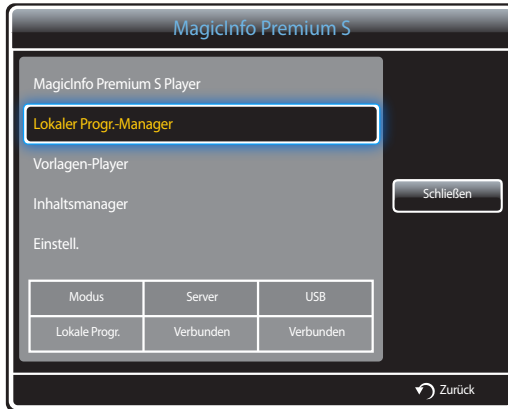 MagicInfo Premium S
MagicInfo Premium S Player
Lokaler Progr.-Manager
Vorlagen-Player
Inhaltsmanager
Einstell.
Schließen
Modus Server USB
Lokale Progr. Verbunden Verbunden
Zurück